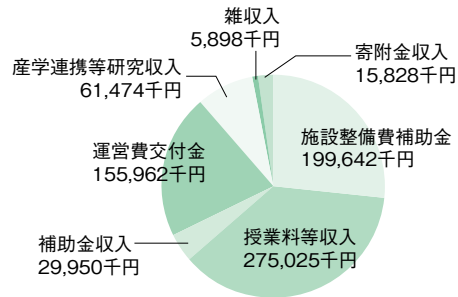 雑収入
5,898千円
寄附金収入
15,828千円
産学連携等研究収入
61,474千円
施設整備費補助金
199,642千円
運営費交付金
155,962千円
補助金収入
29,950千円
授業料等収入
275,025千円